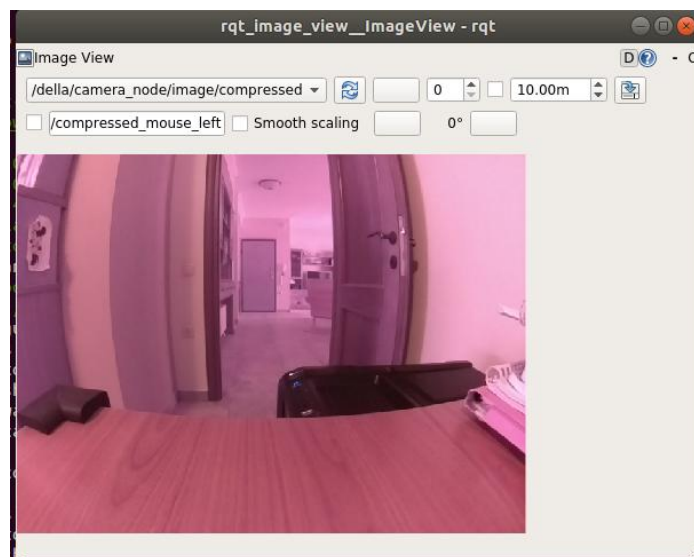 rqt_image_view__ImageView - rqt
Image View D - O
/della/camera_node/image/compressed 0 10.00m
/compressed_mouse_left Smooth scaling 0°